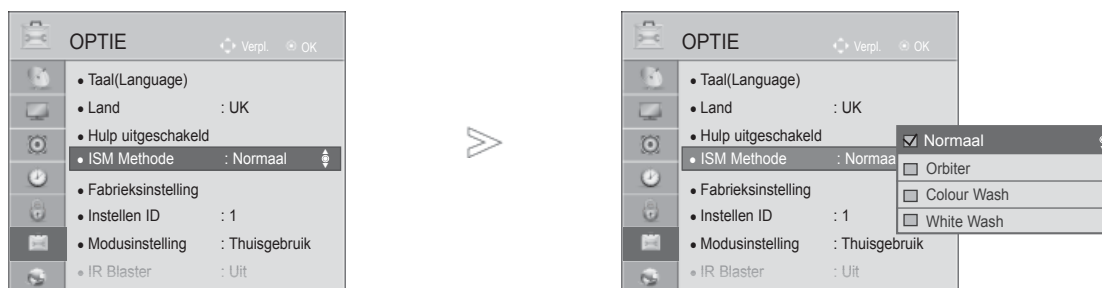 OPTIE Verpl. OK
• Taal(Language)
• Land : UK
• Hulp uitgeschakeld
• ISM Methode : Normaal
• Fabrieksinstelling
• Instellen ID : 1
• Modusinstelling : Thuisgebruik
• IR Blaster : Uit
OPTIE Verpl. OK
• Taal(Language)
• Land : UK
• Hulp uitgeschakeld
• ISM Methode : Normaa
• Fabrieksinstelling
• Instellen ID : 1
• Modusinstelling : Thuisgebruik
• IR Blaster : Uit
Normaal
Orbiter
Colour Wash
White Wash